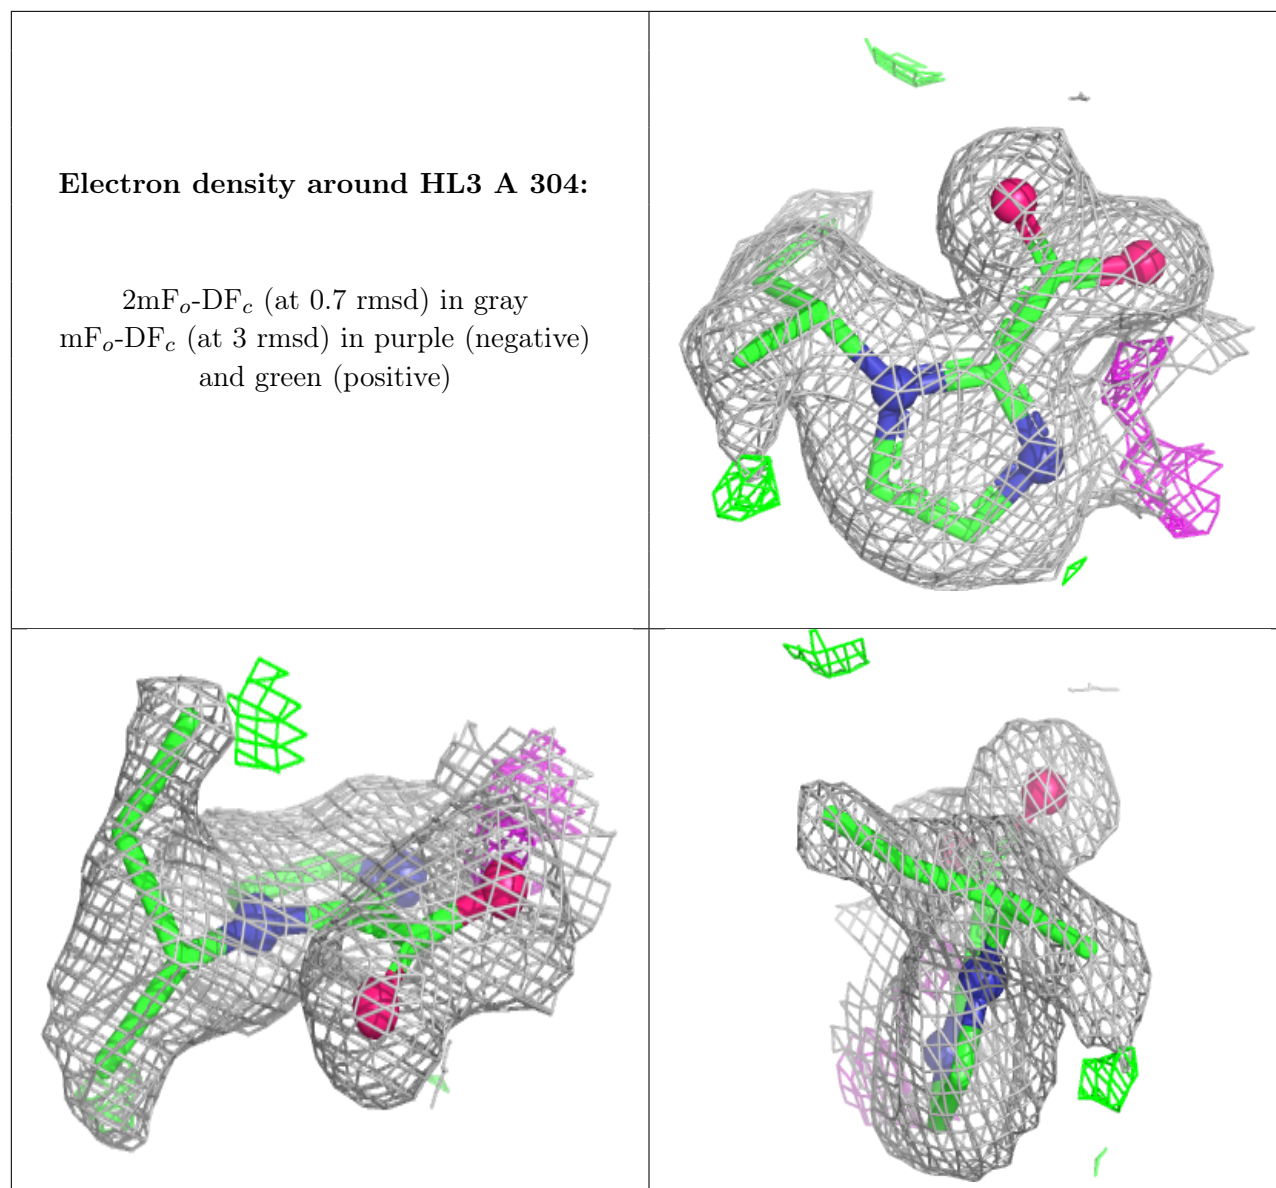 Electron density around HL3 A 304:
2mFo-DFc (at 0.7 rmsd) in gray
mFo-DFc (at 3 rmsd) in purple (negative)
and green (positive)